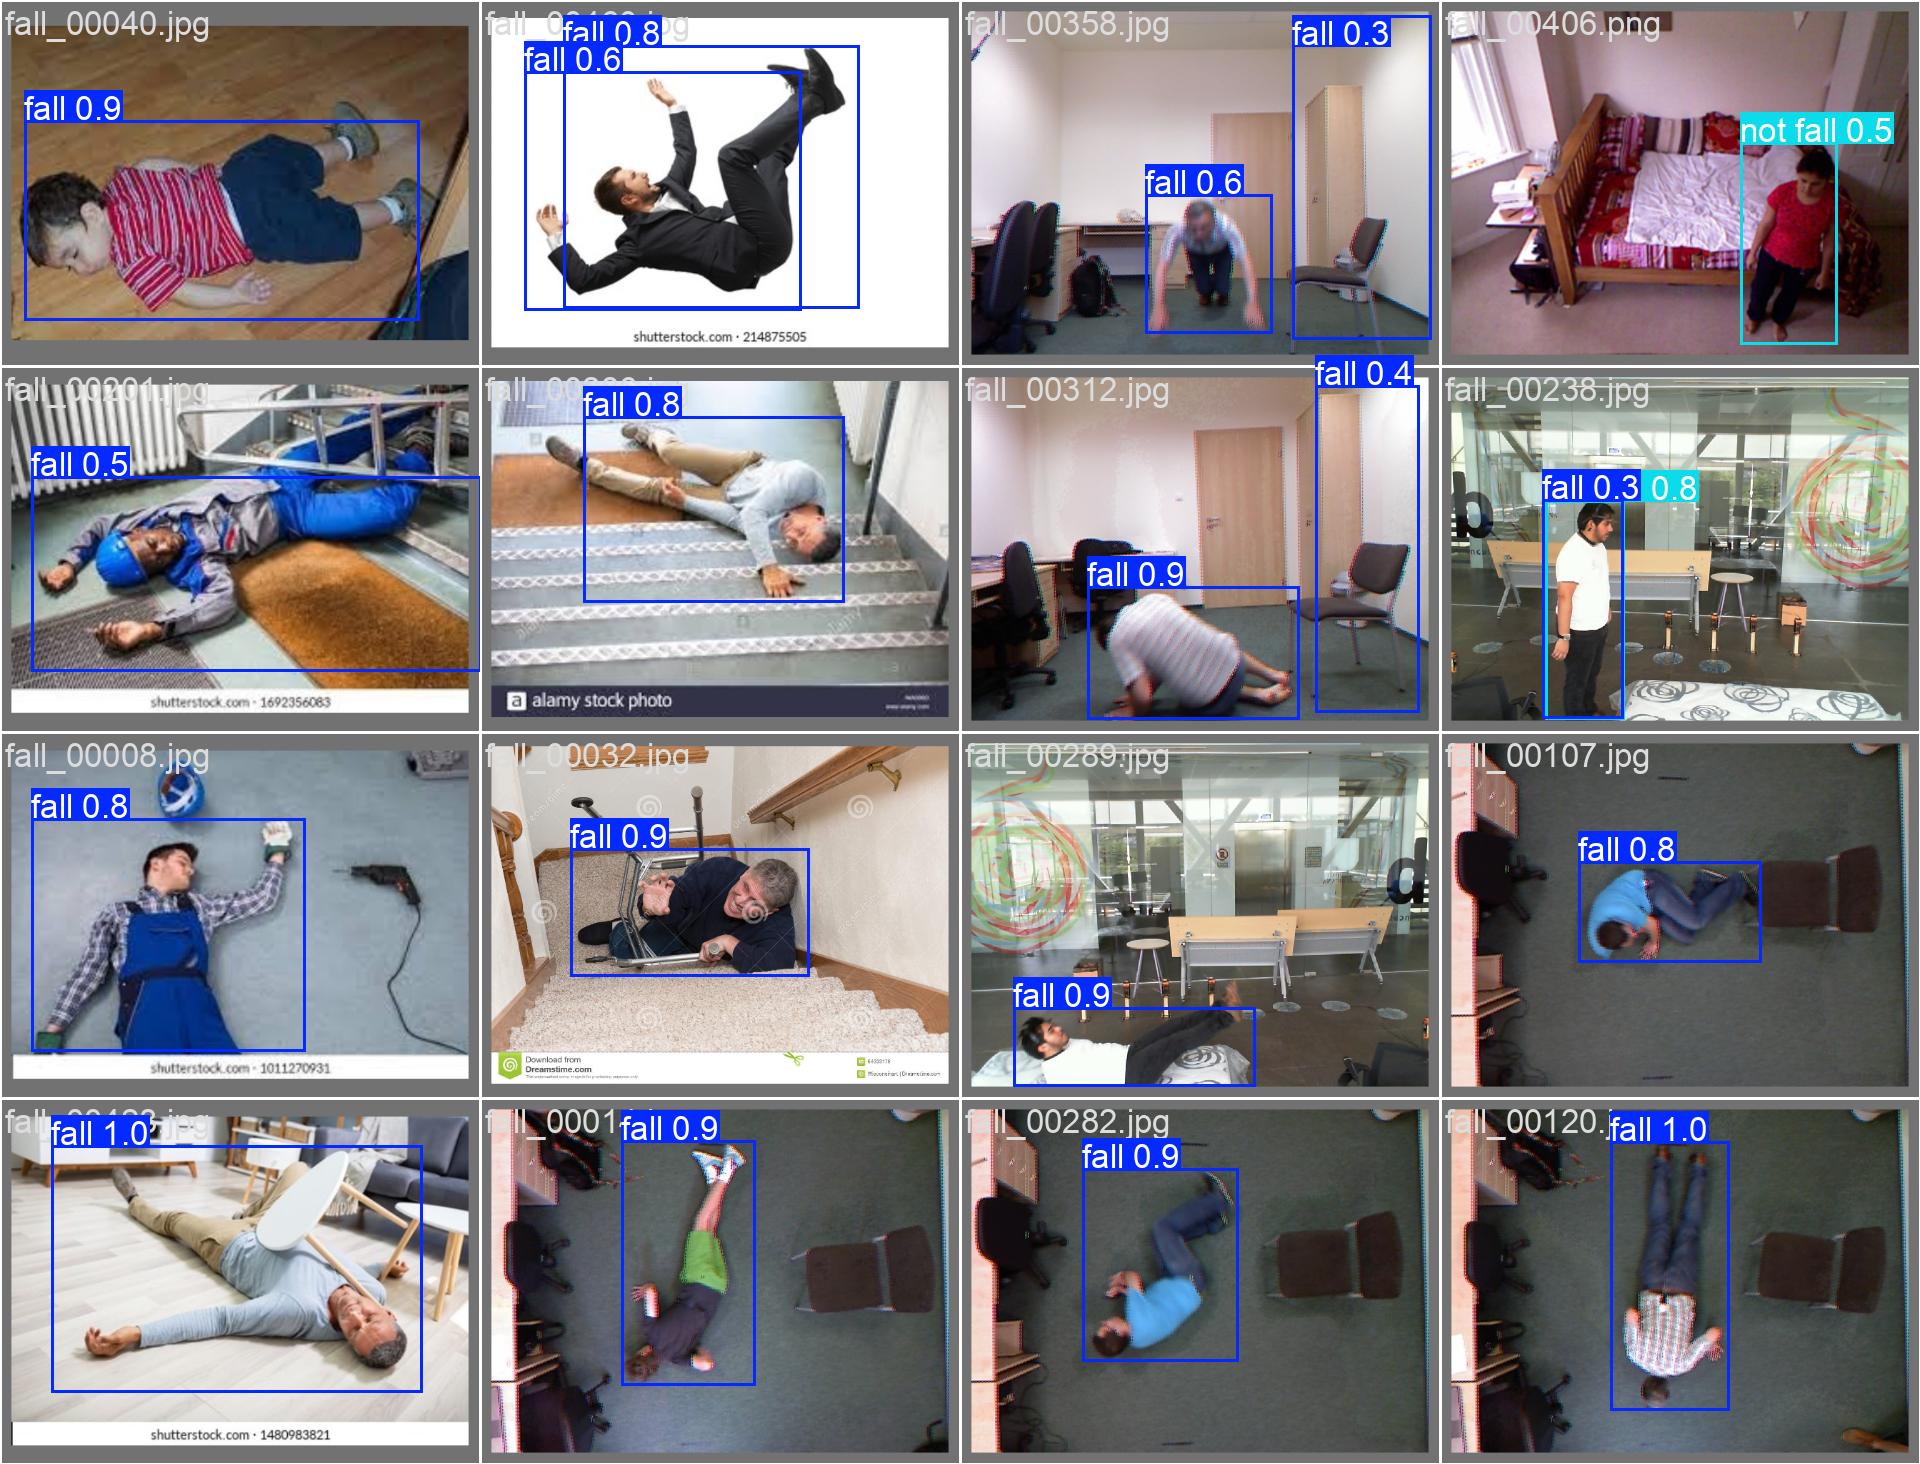 fall_00040.jpg
fall 0.9
fall 0.8
fall 0.6
shutterstock.com · 214875505
fall_00358.jpg
fall 0.3
fall 0.6
fall_00406.png
not fall 0.5
fall_00201.jpg
fall 0.5
shutterstock.com · 1692356083
fall 0.8
alamy stock photo
fall_00312.jpg
fall 0.4
fall 0.9
fall_00238.jpg
fall 0.3
0.8
fall_00008.jpg
fall 0.8
shutterstock.com · 1011270931
fall_00032.jpg
fall 0.9
Download from
Dreamstime.com
fall_00289.jpg
fall 0.9
fall_00107.jpg
fall 0.8
fall 1.0
shutterstock.com · 1480983821
fall 0.9
fall_00282.jpg
fall 0.9
fall_00120.
fall 1.0